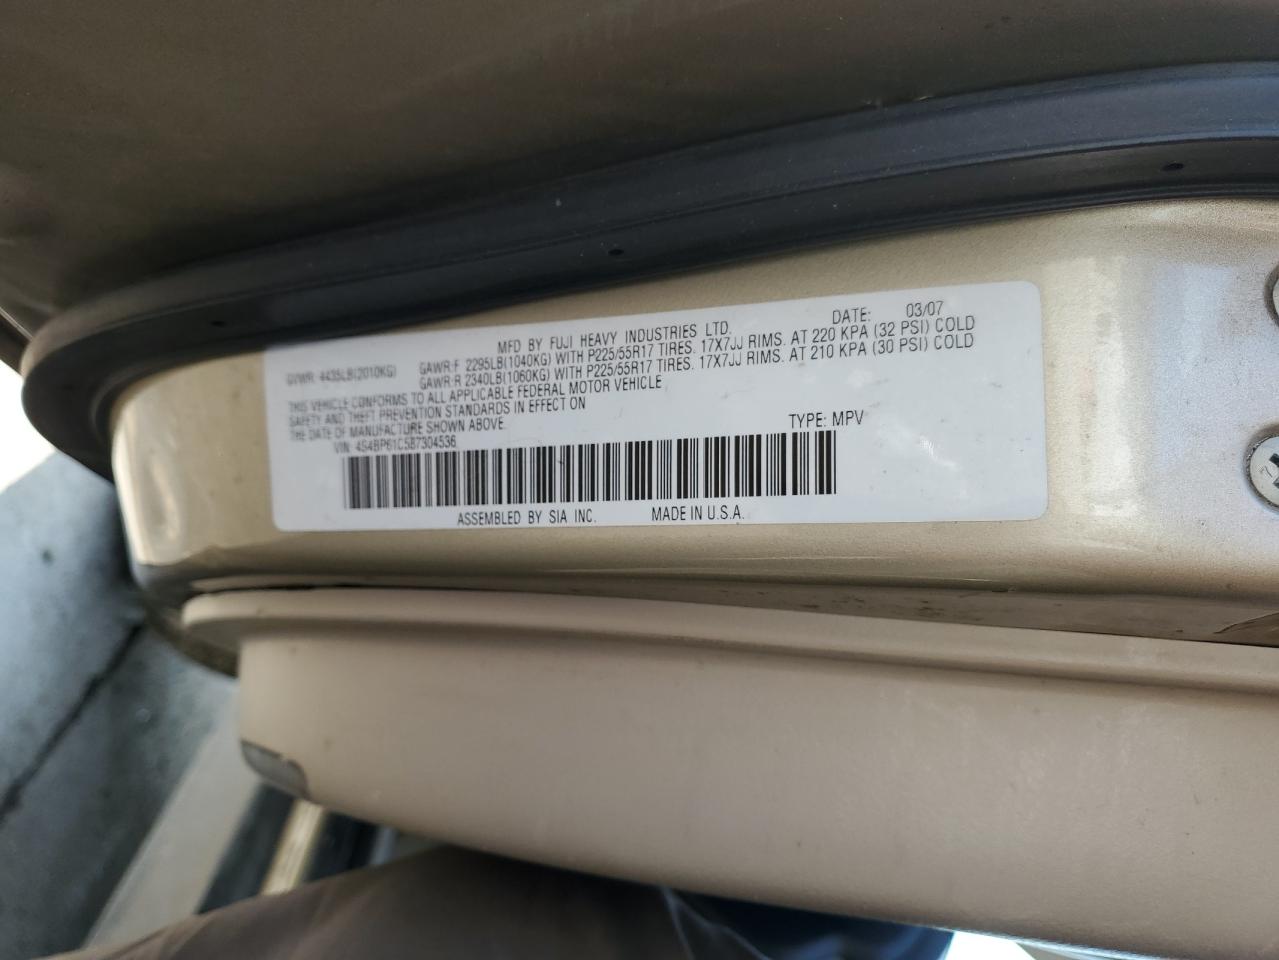 MFD BY FUJI HEAVY INDUSTRIES LTD. DATE: 03/07
GVWR: 4435LB(2010KG) GAWR:F 2295LB(1040KG) WITH P225/55R17 TIRES. 17X7JJ RIMS. AT 220 KPA (32 PSI) COLD
GAWR:R 2340LB(1060KG) WITH P225/55R17 TIRES. 17X7JJ RIMS. AT 210 KPA (30 PSI) COLD
THIS VEHICLE CONFORMS TO ALL APPLICABLE FEDERAL MOTOR VEHICLE
SAFETY AND THEFT PREVENTION STANDARDS IN EFFECT ON
THE DATE OF MANUFACTURE SHOWN ABOVE.
VIN: 4S4BP61C587304536 TYPE: MPV
ASSEMBLED BY SIA INC. MADE IN U.S.A.